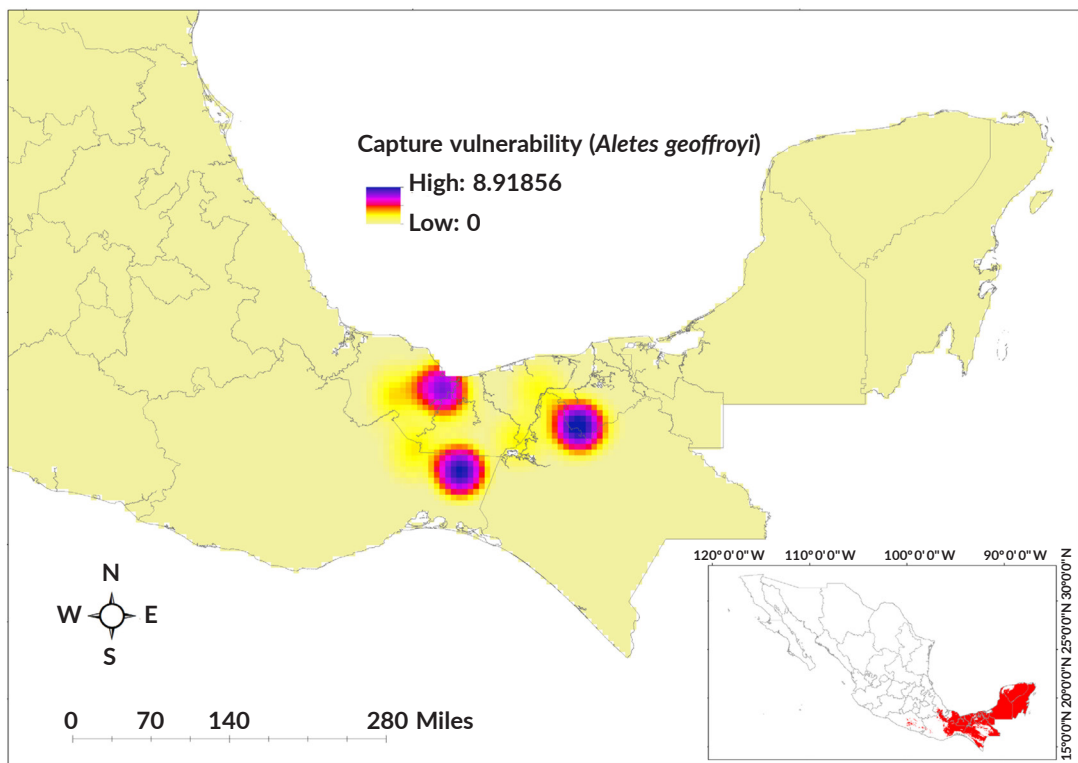 Capture vulnerability (Aletes geoffroyi)
High: 8.91856
Low: 0
N
W E
S
0 70 140 280 Miles
120°0'0"W 110°0'0"W 100°0'0"W 90°0'0"W
30°0'0"N
25°0'0"N
20°0'0"N
15°0'0"N